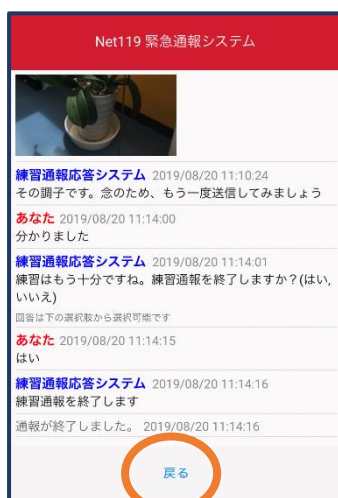 Net119 緊急通報システム
練習通報応答システム 2019/08/20 11:10:24
その調子です。念のため、もう一度送信してみましょう
あなた 2019/08/20 11:14:00
分かりました
練習通報応答システム 2019/08/20 11:14:01
練習はもう十分ですね。練習通報を終了しますか?(はい,
いいえ)
回答は下の選択肢から選択可能です
あなた 2019/08/20 11:14:15
はい
練習通報応答システム 2019/08/20 11:14:16
練習通報を終了します
通報が終了しました。 2019/08/20 11:14:16
戻る